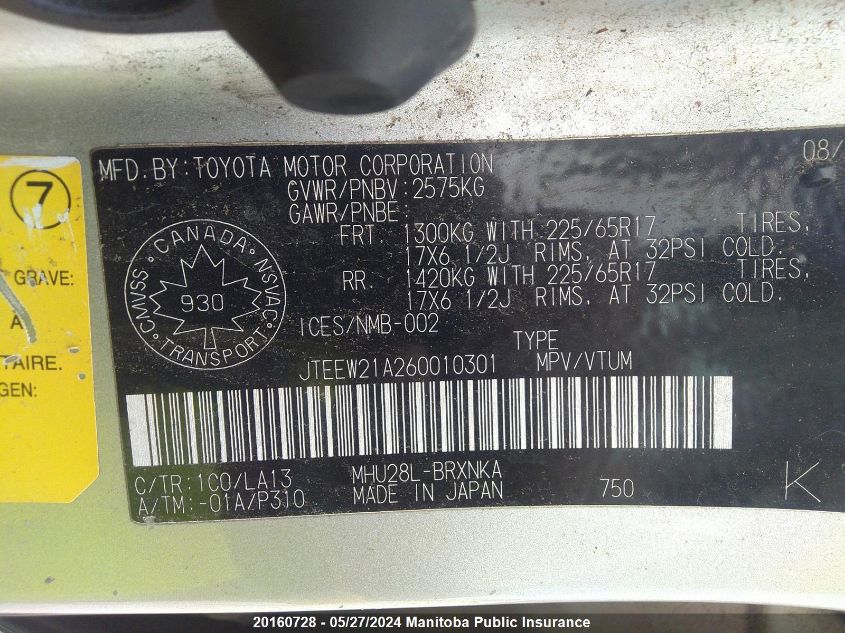 MFD. BY: TOYOTA MOTOR CORPORATION 08/
GVWR/PNBV: 2575KG
GAWR/PNBE:
FRT. 1300KG WITH 225/65R17 TIRES,
17X6 1/2J RIMS, AT 32PSI COLD.
RR. 1420KG WITH 225/65R17 TIRES,
17X6 1/2J RIMS, AT 32PSI COLD.
CANADA
CMVSS NSVAC
930
TRANSPORT
ICES/NMB-002
TYPE
JTEEW21A260010301 MPV/VTUM
C/TR: 1C0/LA13 MHU28L-BRXNKA
A/TM: -01A/P310 MADE IN JAPAN 750 K
7
GRAVE:
A
TAIRE.
GEN:
20160728 - 05/27/2024 Manitoba Public Insurance